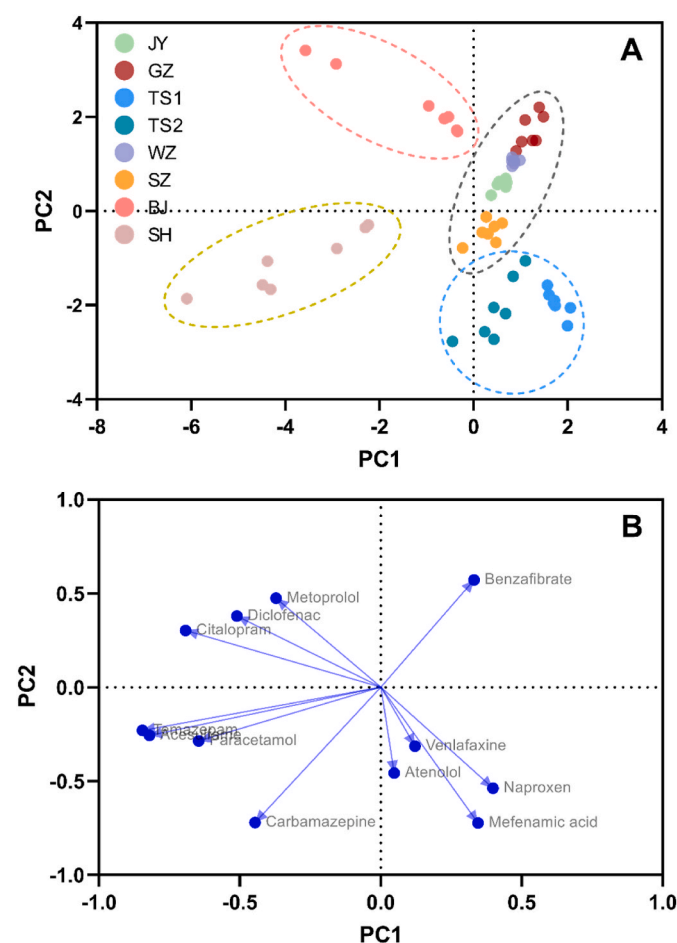 A
JY
GZ
TS1
TS2
WZ
SZ
BJ
SH
4
2
0
-2
-4
PC2
-8
-6
-4
-2
0
2
4
PC1
B
1.0
0.5
0.0
-0.5
-1.0
PC2
Benzafibrate
Metoprolol
Diclofenac
Citalopram
Temazepam
Acesulfame
Paracetamol
Venlafaxine
Atenolol
Naproxen
Carbamazepine
Mefenamic acid
-1.0
-0.5
0.0
0.5
1.0
PC1